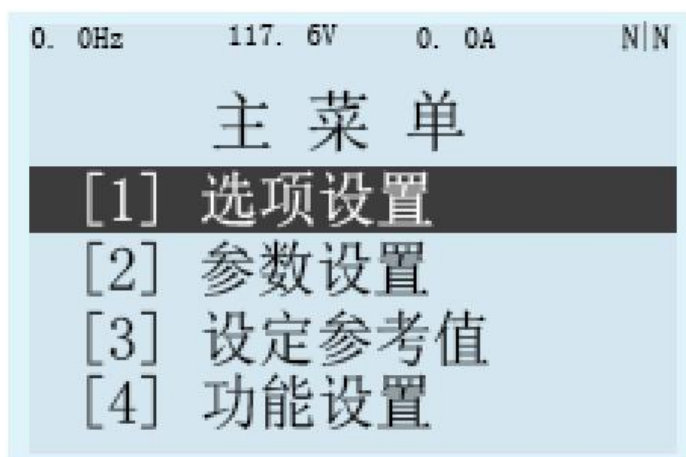 0. 0Hz 117. 6V 0. 0A N|N
主 菜 单
[1] 选项设置
[2] 参数设置
[3] 设定参考值
[4] 功能设置